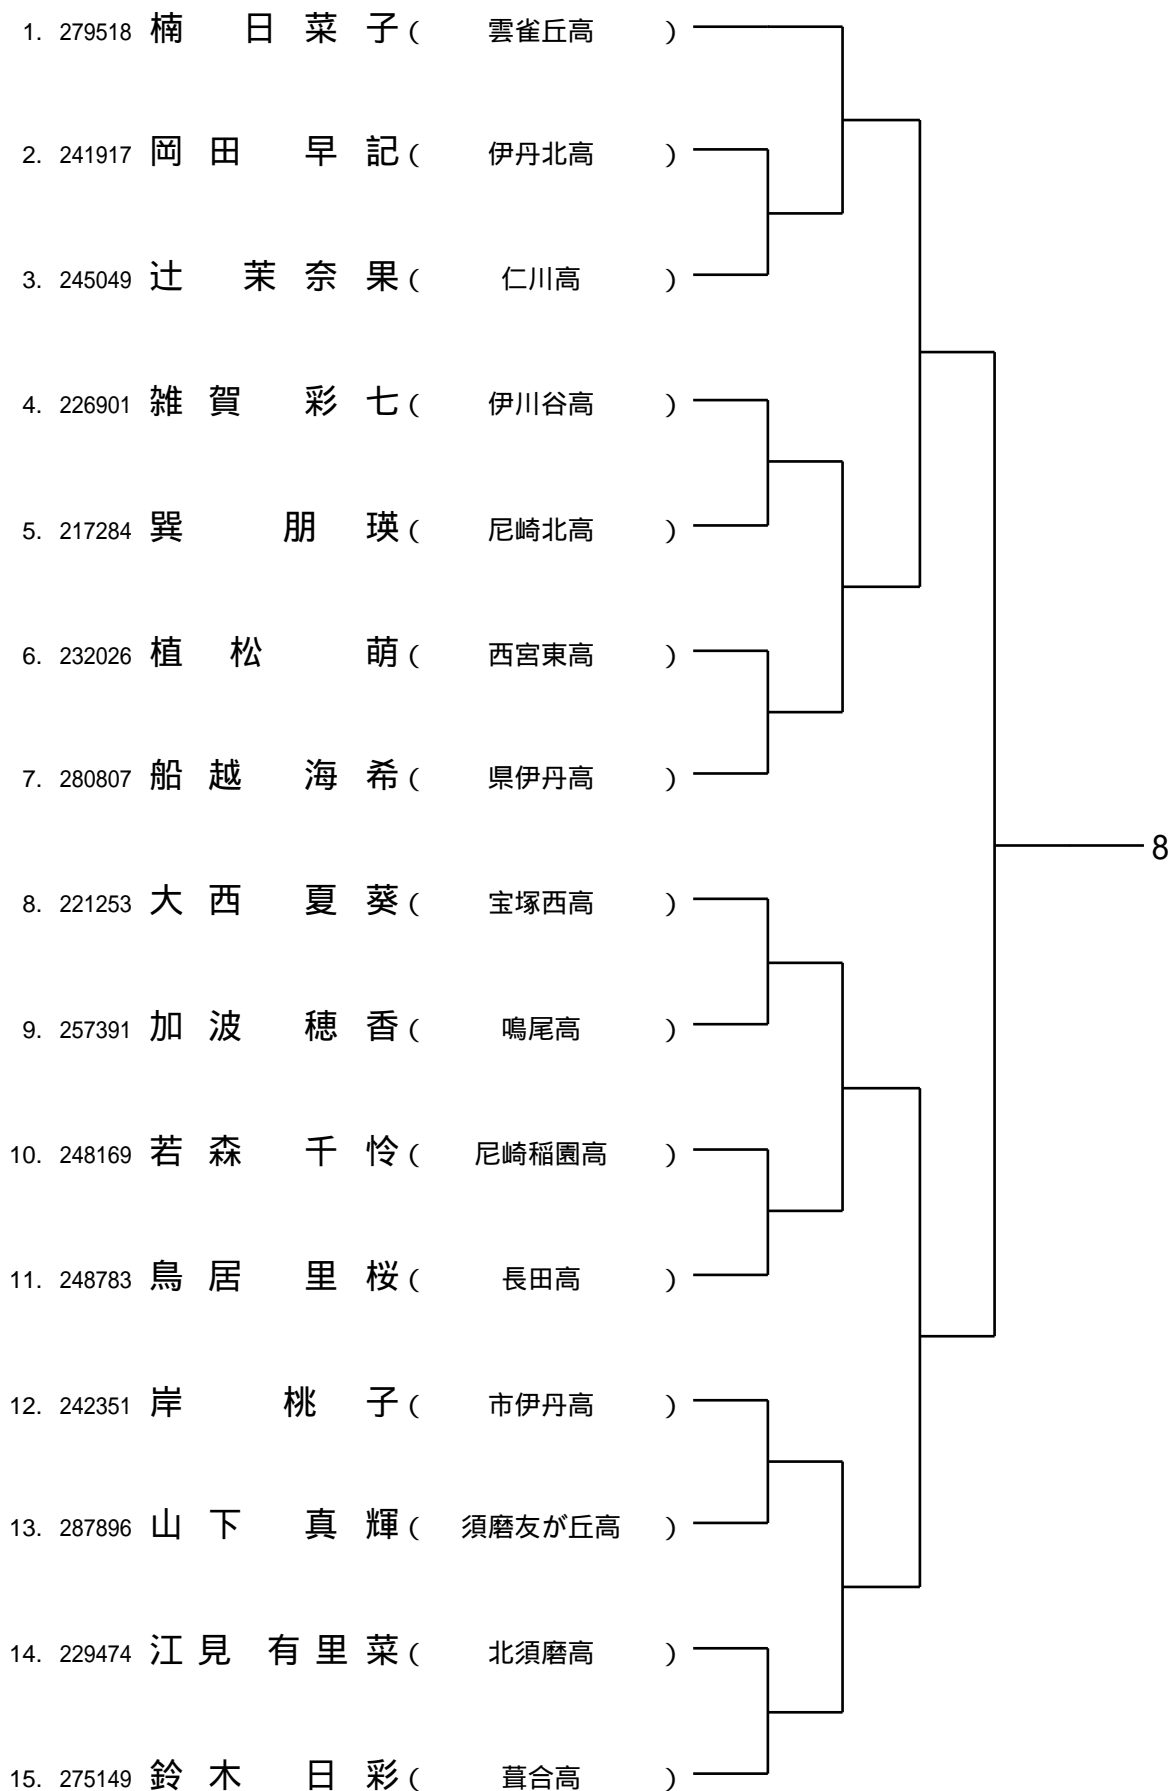 1. 279518 楠 日菜子 ( 雲雀丘高 )
2. 241917 岡田 早記 ( 伊丹北高 )
3. 245049 辻 茉奈果 ( 仁川高 )
4. 226901 雑賀 彩七 ( 伊川谷高 )
5. 217284 巽 朋瑛 ( 尼崎北高 )
6. 232026 植松 萌 ( 西宮東高 )
7. 280807 船越 海希 ( 県伊丹高 )
8
8. 221253 大西 夏葵 ( 宝塚西高 )
9. 257391 加波 穂香 ( 鳴尾高 )
10. 248169 若森 千怜 ( 尼崎稲園高 )
11. 248783 鳥居 里桜 ( 長田高 )
12. 242351 岸 桃子 ( 市伊丹高 )
13. 287896 山下 真輝 ( 須磨友が丘高 )
14. 229474 江見 有里菜 ( 北須磨高 )
15. 275149 鈴木 日彩 ( 葺合高 )